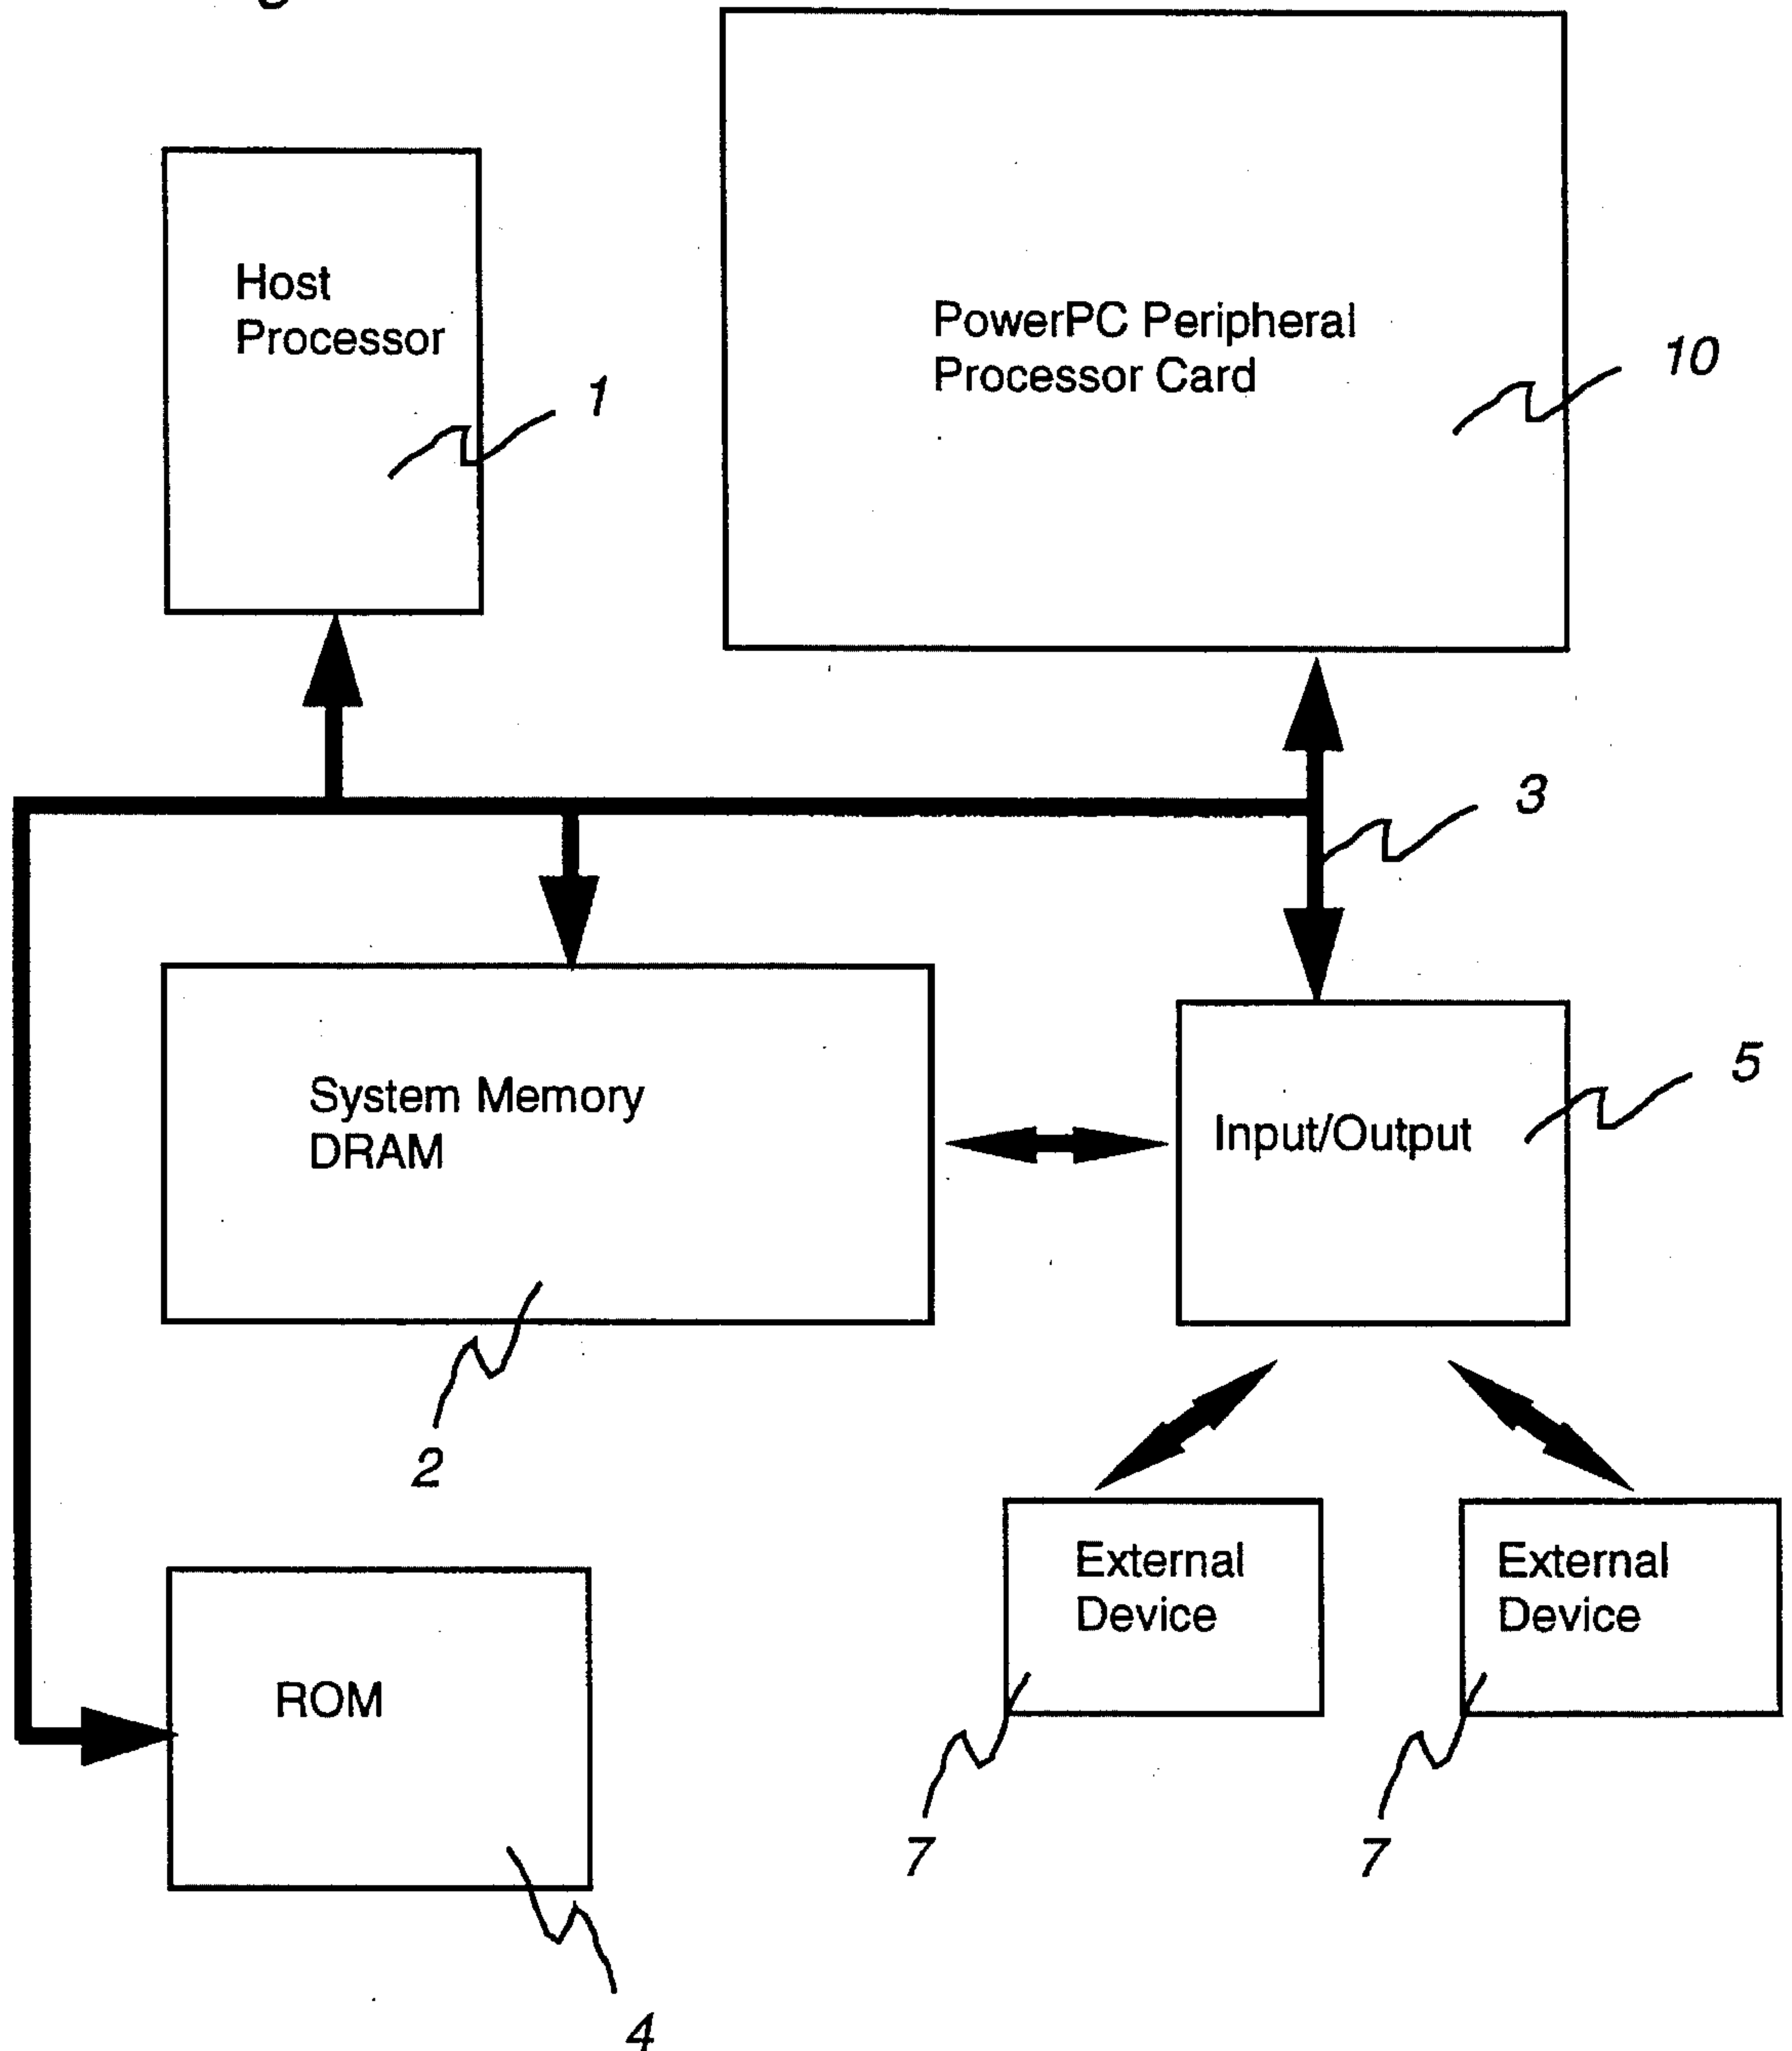 Host
Processor
1
PowerPC Peripheral
Processor Card
10
3
System Memory
DRAM
2
Input/Output
5
External
Device
7
External
Device
7
ROM
4